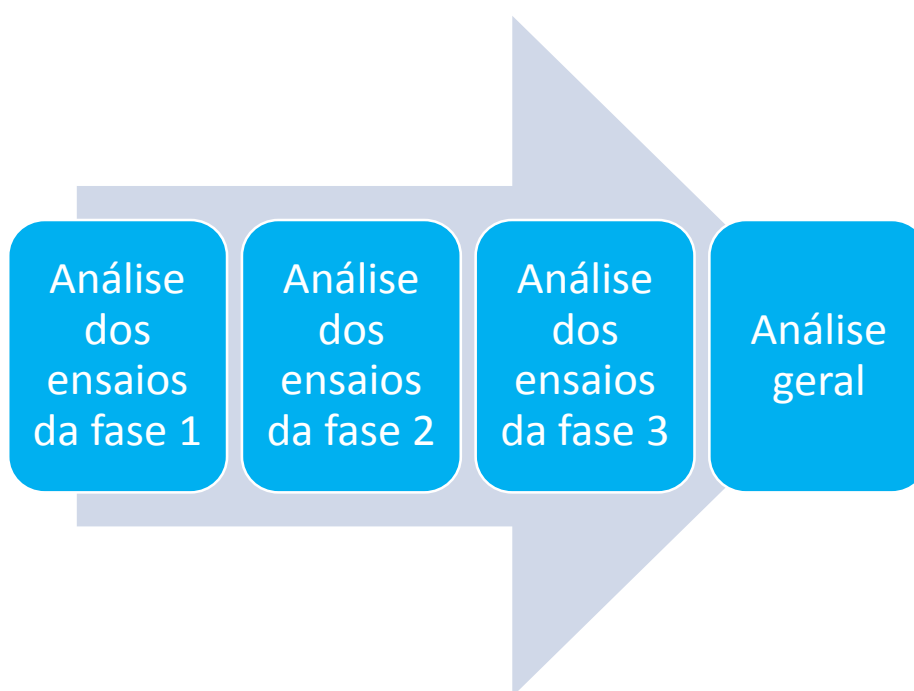 Análise
dos
ensaios
da fase 1
Análise
dos
ensaios
da fase 2
Análise
dos
ensaios
da fase 3
Análise
geral